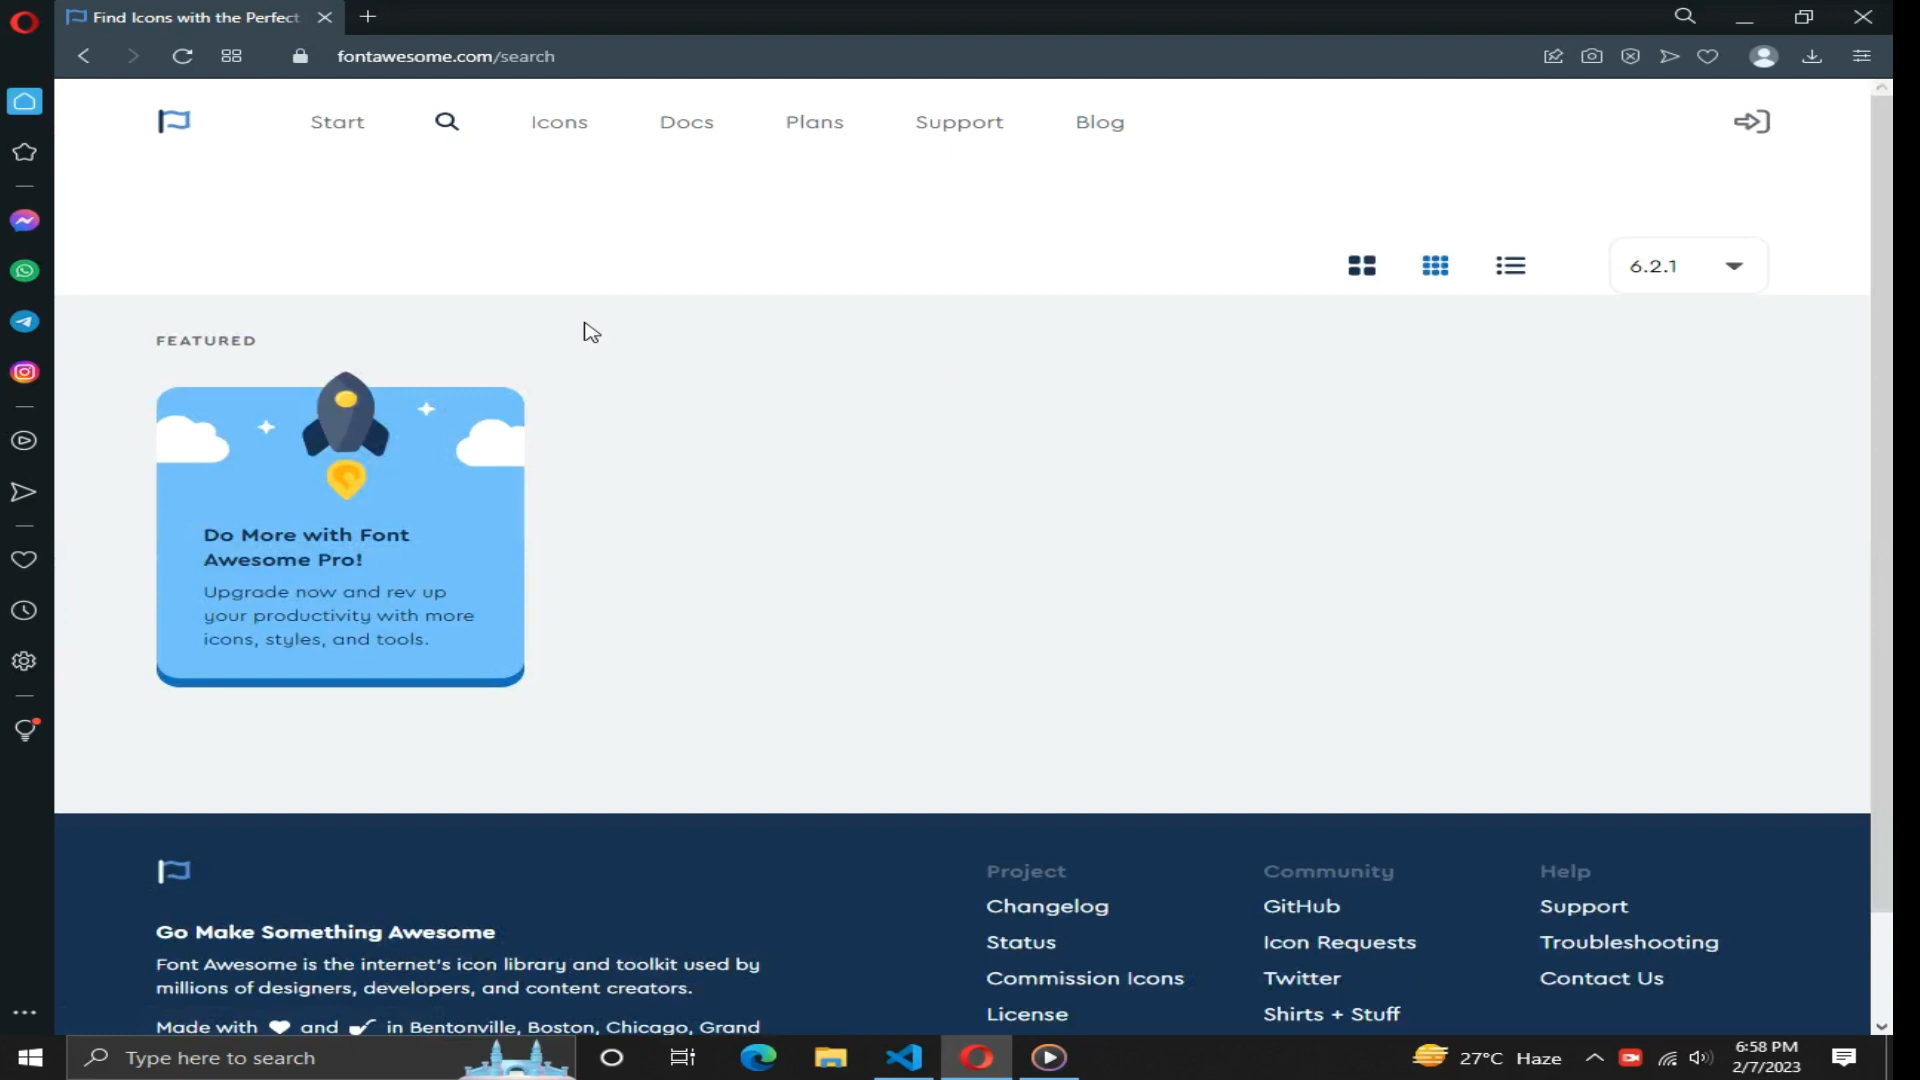 Find Icons with the Perfect
fontawesome.com/search
Start
Icons
Docs
Plans
Support
Blog
6.2.1
FEATURED
Do More with Font
Awesome Pro!
Upgrade now and rev up
your productivity with more
icons, styles, and tools.
Go Make Something Awesome
Font Awesome is the internet's icon library and toolkit used by
millions of designers, developers, and content creators.
Made with and in Bentonville, Boston, Chicago, Grand
Project
Changelog
Status
Commission Icons
License
Community
GitHub
Icon Requests
Twitter
Shirts + Stuff
Help
Support
Troubleshooting
Contact Us
Type here to search
27°C Haze
6:58 PM
2/7/2023